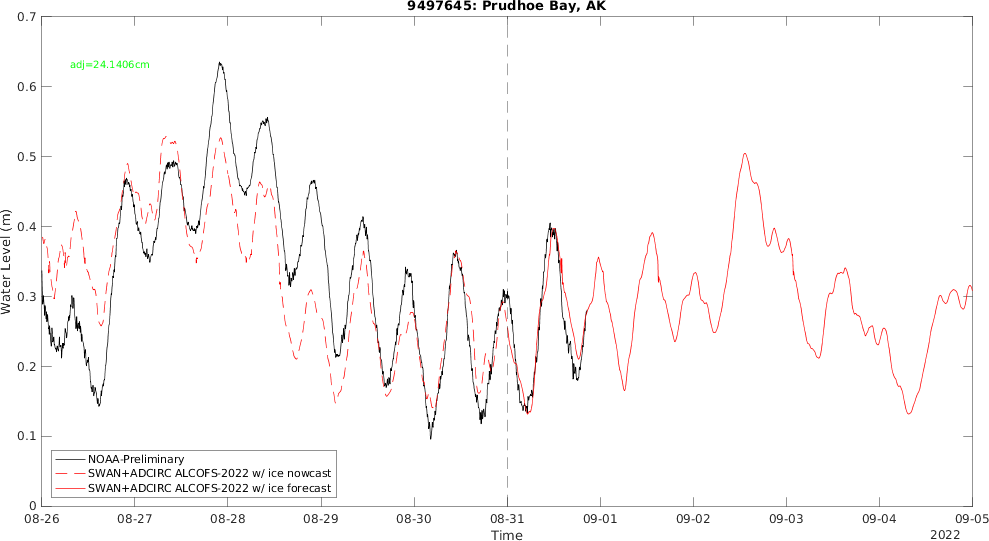 9497645: Prudhoe Bay, AK
0.7
0.6
0.5
0.4
0.3
0.2
0.1
0
Water Level (m)
adj=24.1406cm
NOAA-Preliminary
SWAN+ADCIRC ALCOFS-2022 w/ ice nowcast
SWAN+ADCIRC ALCOFS-2022 w/ ice forecast
08-26 08-27 08-28 08-29 08-30 08-31 09-01 09-02 09-03 09-04 09-05
Time
2022